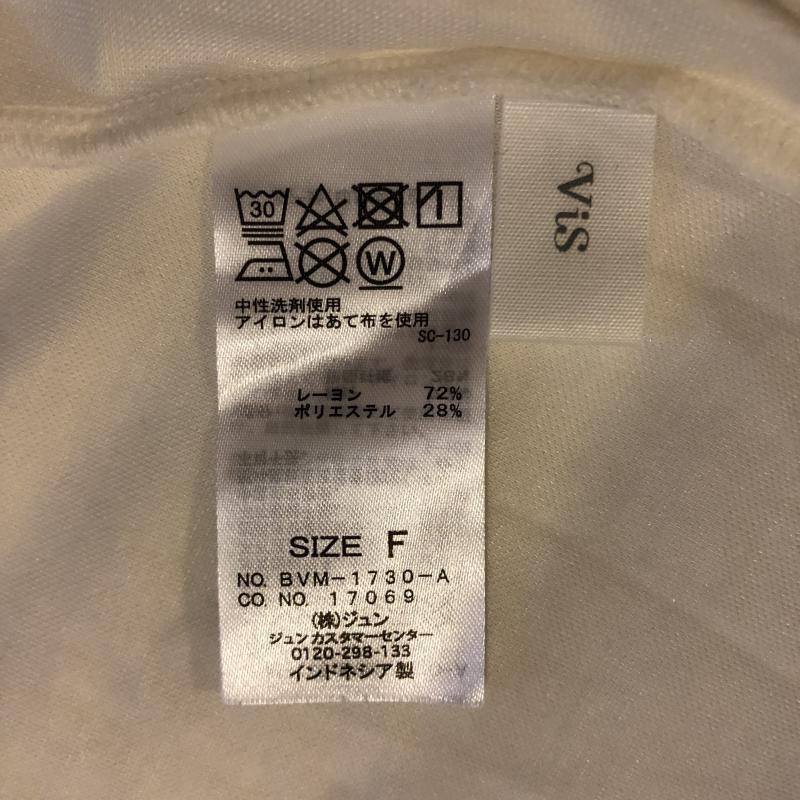 30
W
中性洗剤使用
アイロンはあて布を使用
SC-130
レーヨン 72%
ポリエステル 28%
SIZE F
NO. BVM-1730-A
CO. NO. 17069
(株)ジュン
ジュンカスタマーセンター
0120-298-133
インドネシア製
ViS